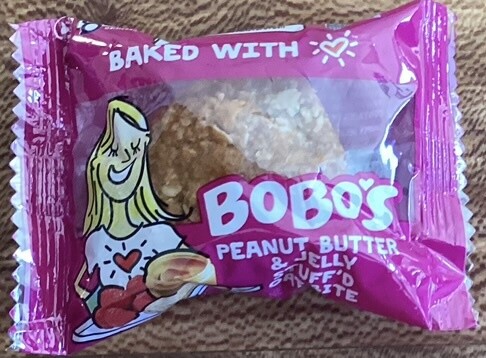 BAKED WITH
BOBO'S
PEANUT BUTTER
& JELLY
STUFF'D
BITE